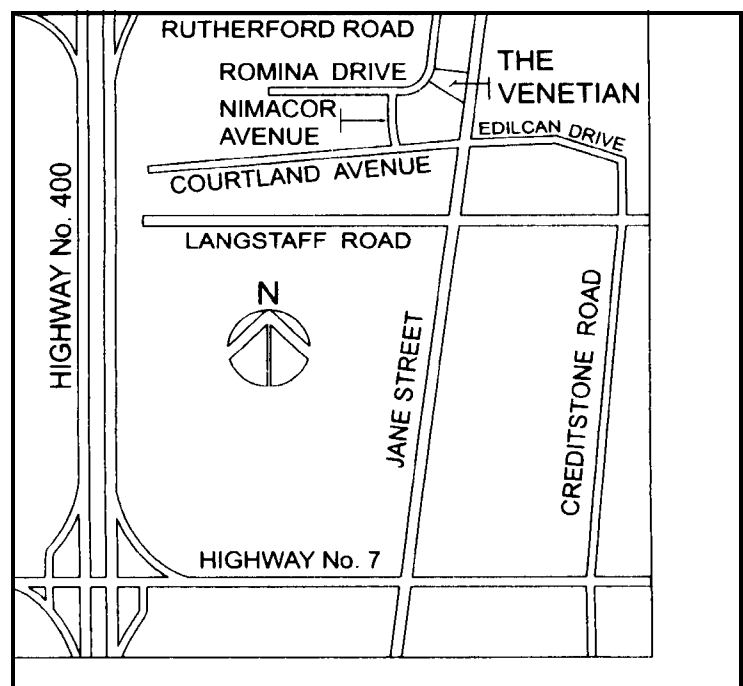 RUTHERFORD ROAD
ROMINA DRIVE
THE
VENETIAN
NIMACOR
AVENUE
EDILCAN DRIVE
COURTLAND AVENUE
LANGSTAFF ROAD
HIGHWAY No. 400
N
JANE STREET
CREDITSTONE ROAD
HIGHWAY No. 7